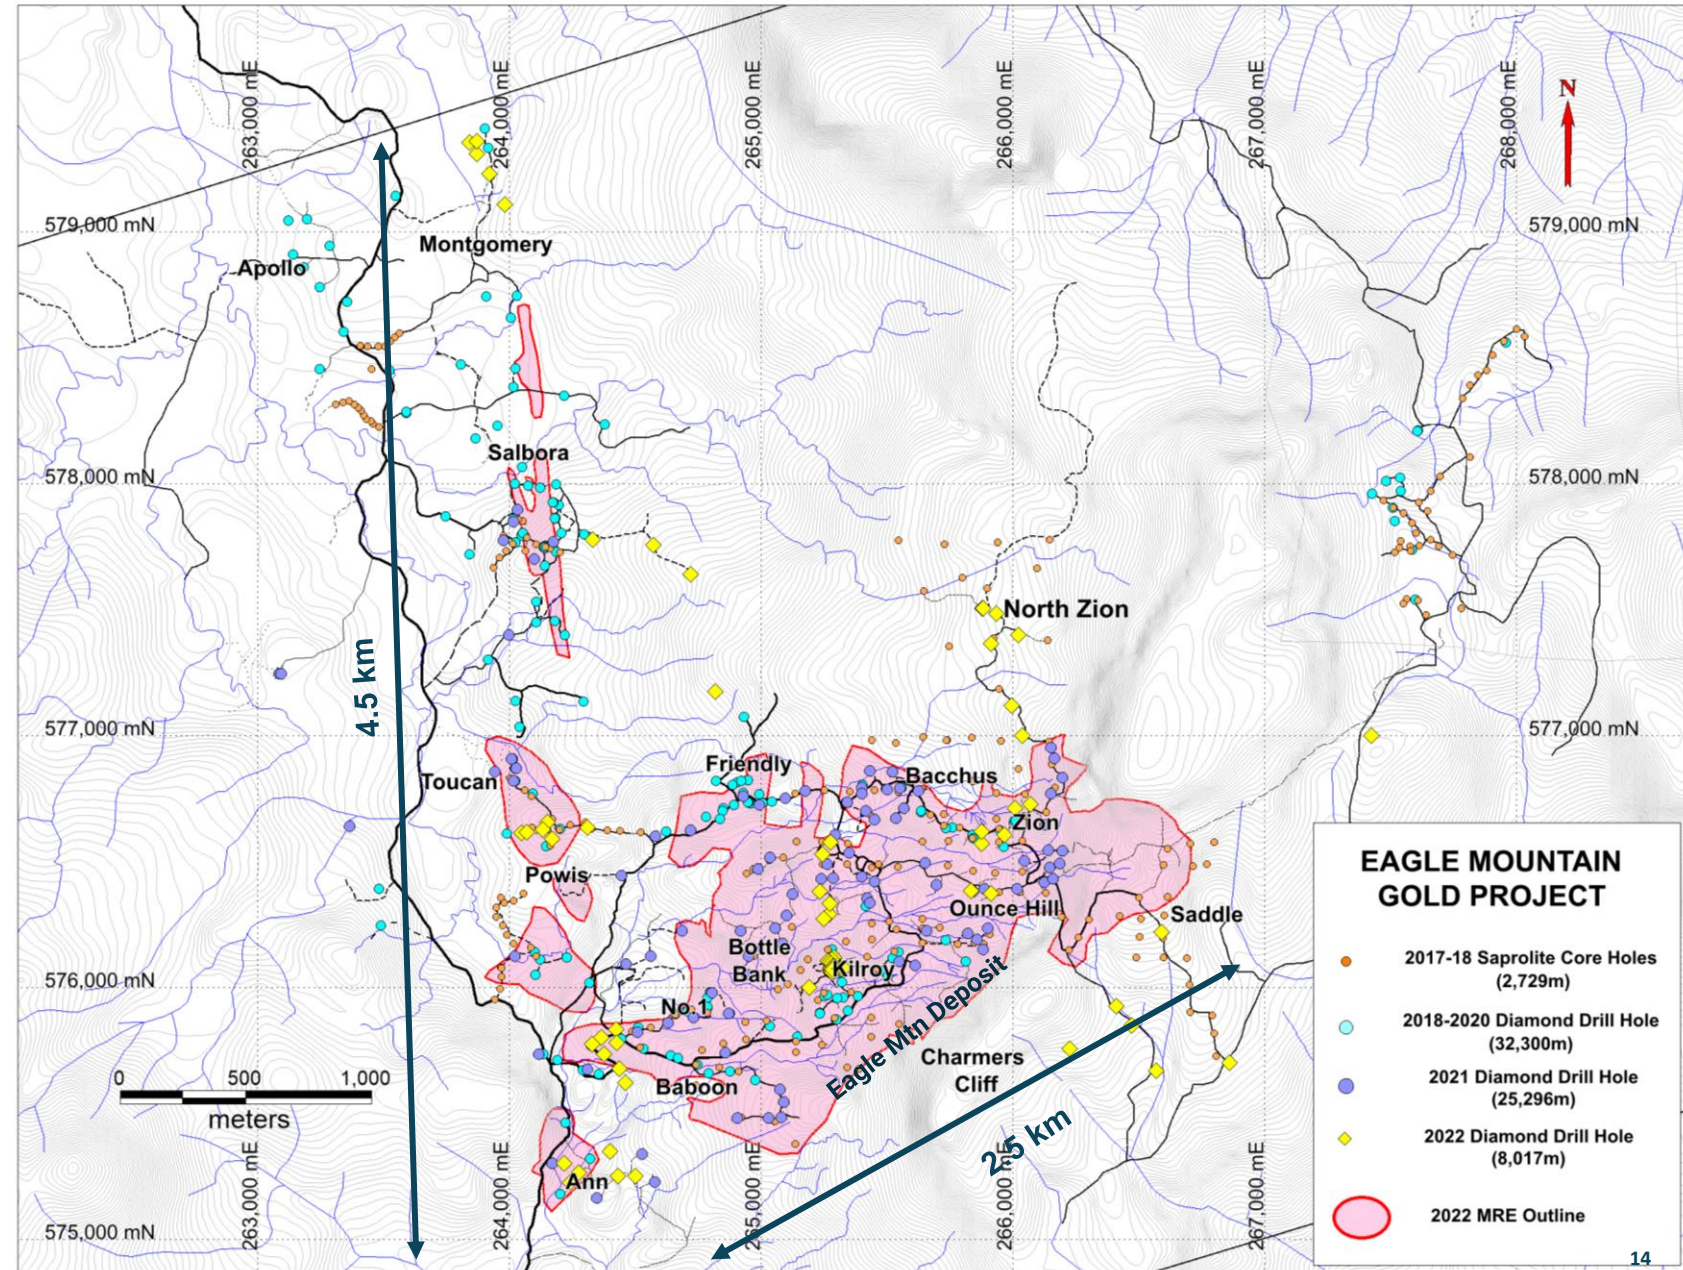 263,000 mE
264,000 mE
265,000 mE
266,000 mE
267,000 mE
268,000 mE
N
579,000 mN
579,000 mN
Montgomery
Apollo
Salbora
578,000 mN
578,000 mN
North Zion
4.5 km
577,000 mN
577,000 mN
Toucan
Friendly
Bacchus
Zion
Powis
Ounce Hill
Saddle
Bottle
Bank
Kilroy
576,000 mN
No.1
Eagle Mtn Deposit
Charmers
Cliff
Baboon
0 500 1,000
meters
2.5 km
Ann
263,000 mE
264,000 mE
265,000 mE
266,000 mE
267,000 mE
575,000 mN
EAGLE MOUNTAIN
GOLD PROJECT
2017-18 Saprolite Core Holes
(2,729m)
2018-2020 Diamond Drill Hole
(32,300m)
2021 Diamond Drill Hole
(25,296m)
2022 Diamond Drill Hole
(8,017m)
2022 MRE Outline
14